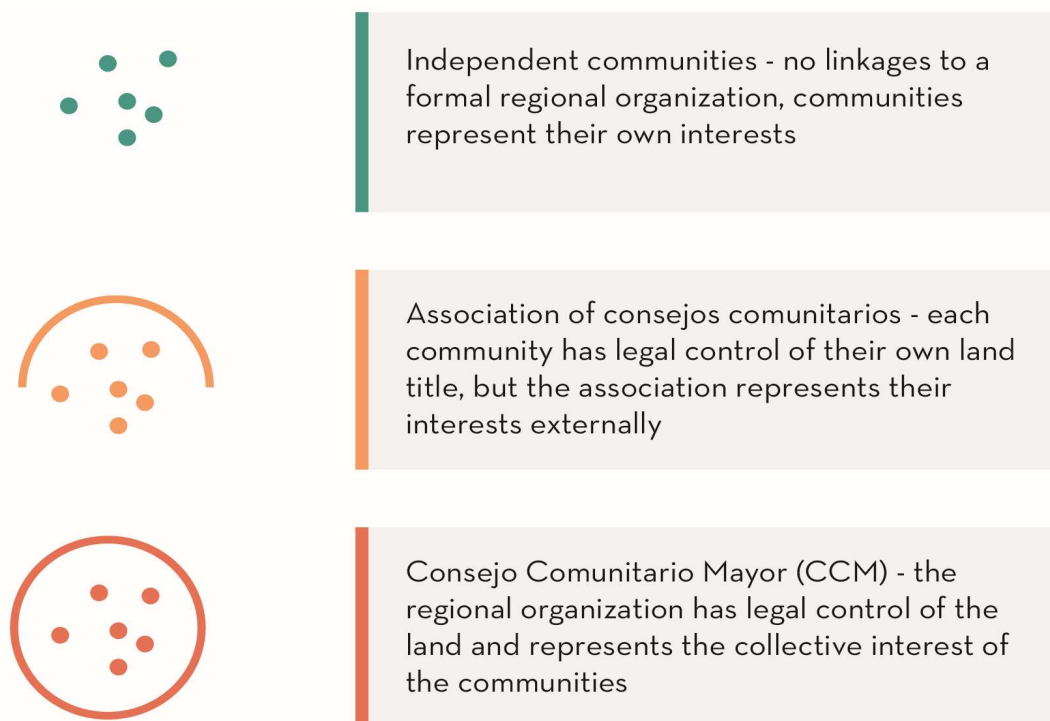 Independent communities - no linkages to a
formal regional organization, communities
represent their own interests
Association of consejos comunitarios - each
community has legal control of their own land
title, but the association represents their
interests externally
Consejo Comunitario Mayor (CCM) - the
regional organization has legal control of the
land and represents the collective interest of
the communities